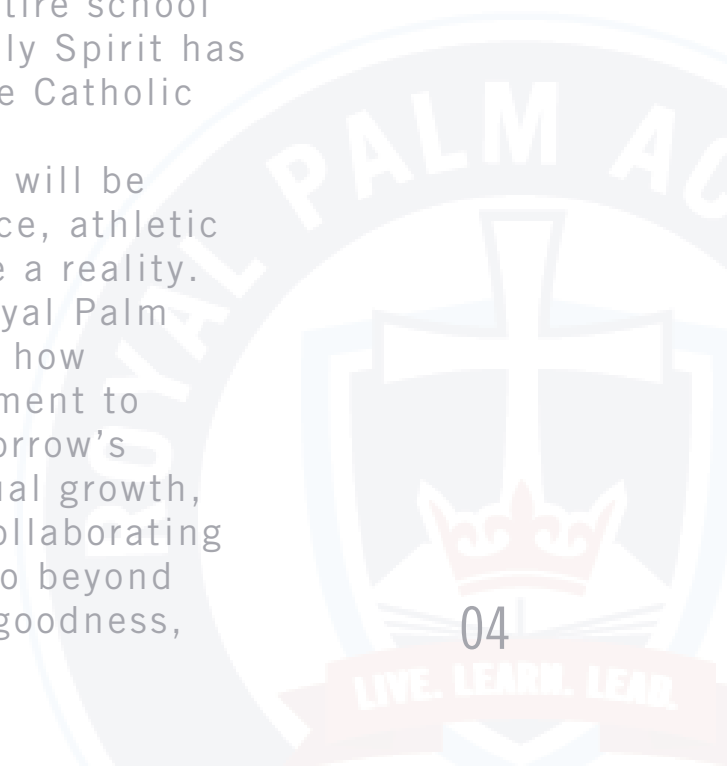 tire school
ly Spirit has
e Catholic
will be
ce, athletic
e a reality.
yal Palm
how
ment to
orrow's
ual growth,
ollaborating
o beyond
goodness,
04
ROYAL PALM AC
LIVE. LEARN. LEAD.